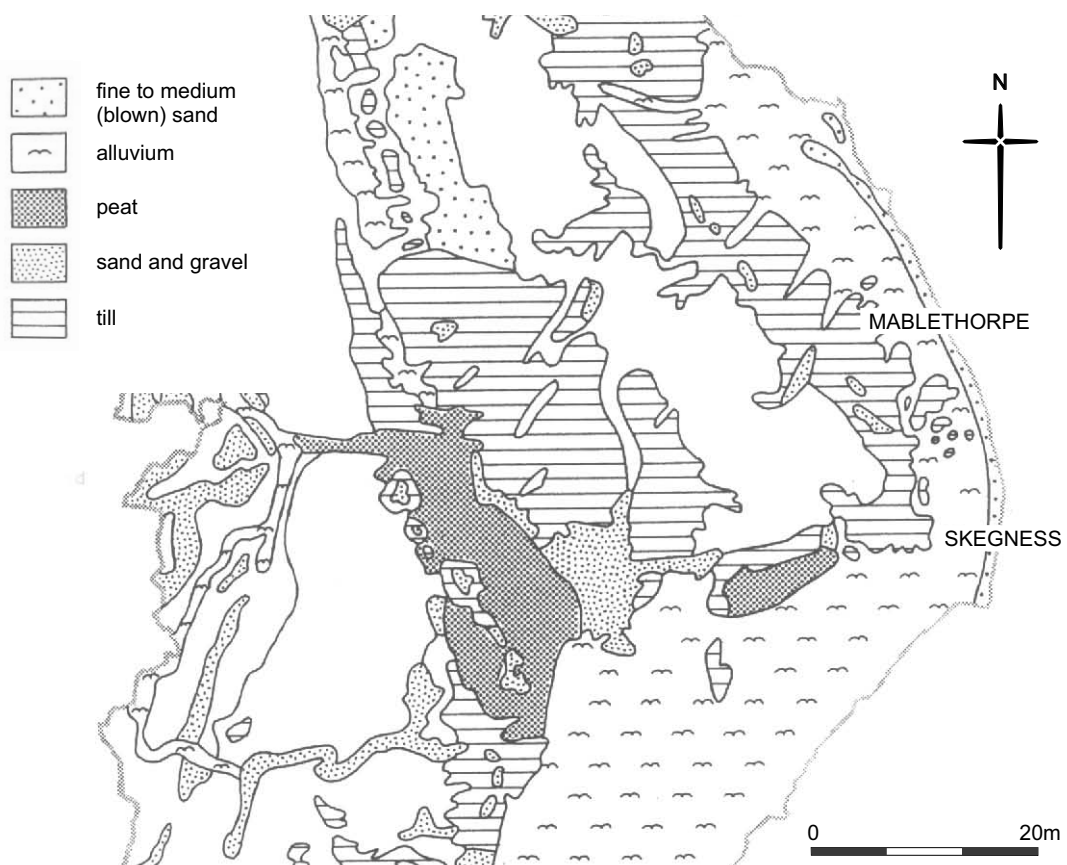 fine to medium
(blown) sand
alluvium
peat
sand and gravel
till
N
MABLETHORPE
SKEGNESS
0 20m